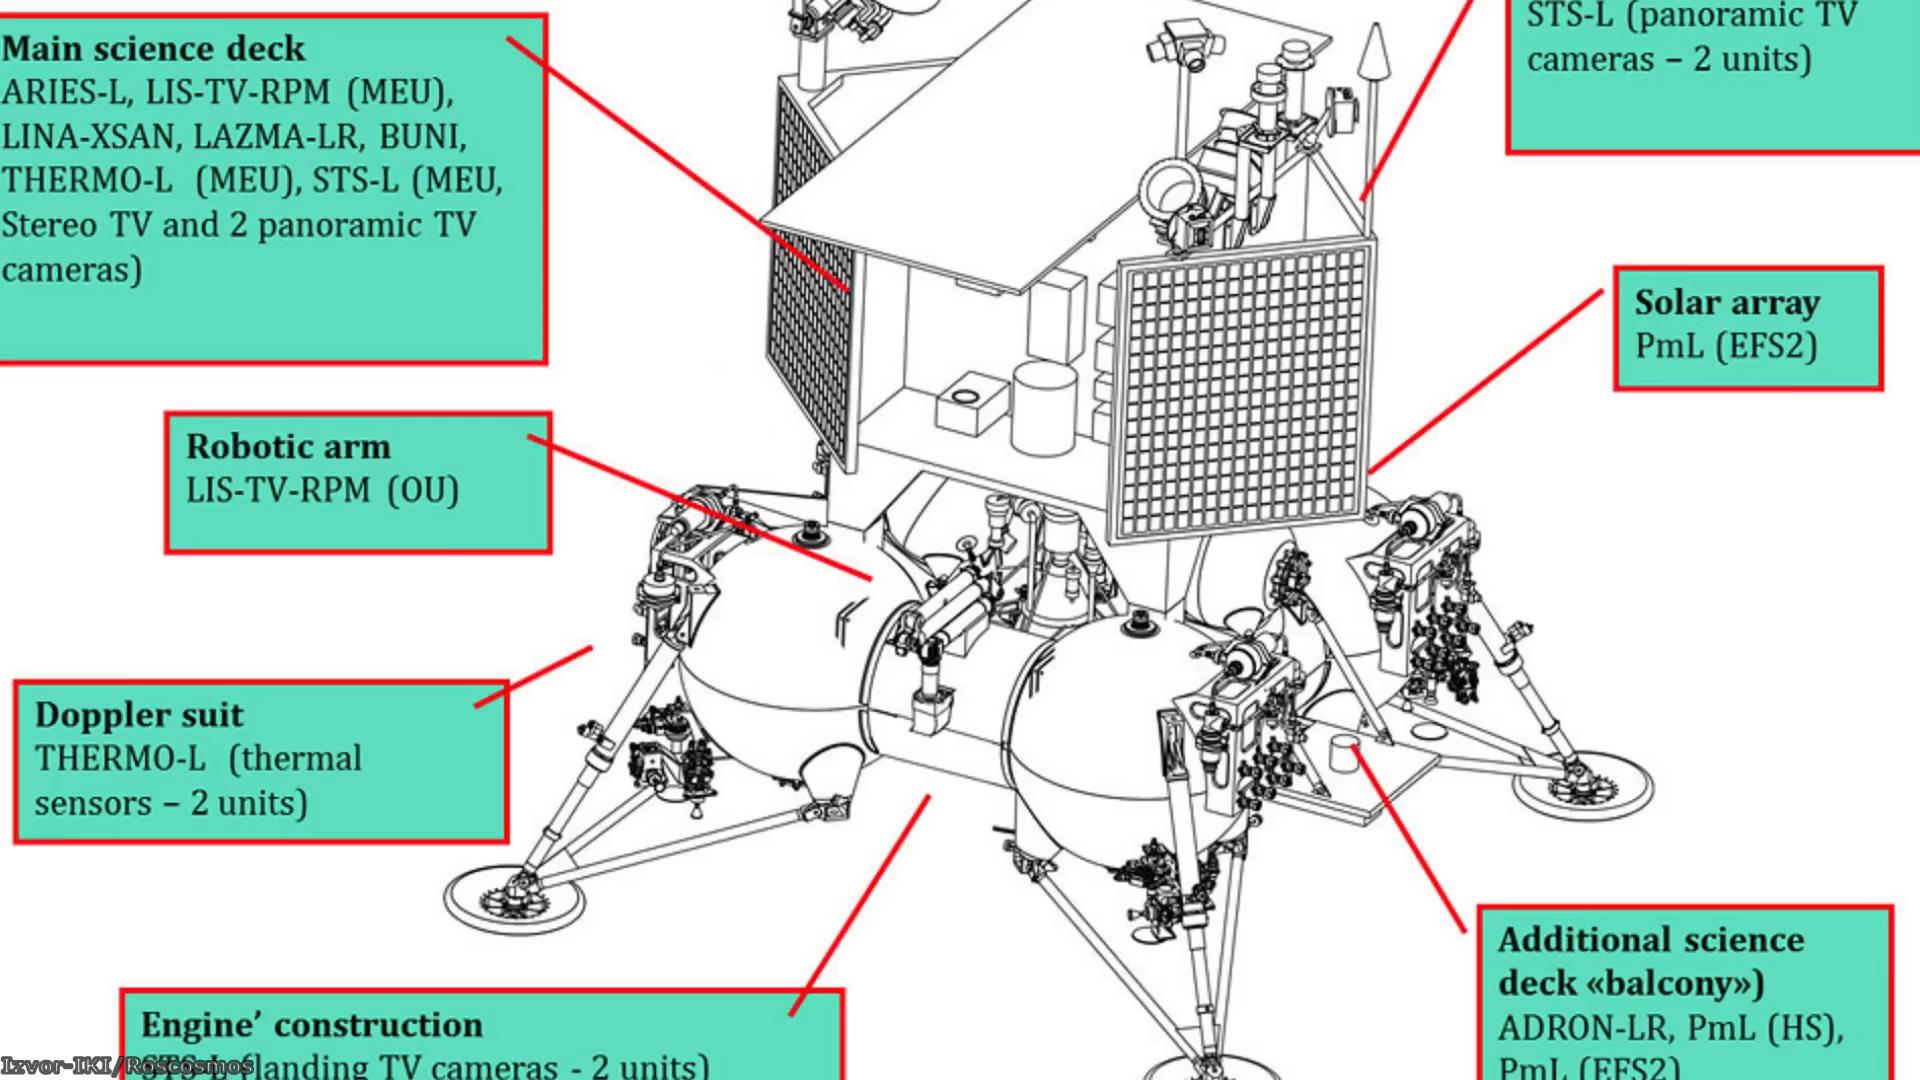 Main science deck
ARIES-L, LIS-TV-RPM (MEU),
LINA-XSAN, LAZMA-LR, BUNI,
THERMO-L (MEU), STS-L (MEU,
Stereo TV and 2 panoramic TV
cameras)
STS-L (panoramic TV
cameras – 2 units)
Solar array
PmL (EFS2)
Robotic arm
LIS-TV-RPM (OU)
Doppler suit
THERMO-L (thermal
sensors – 2 units)
Additional science
deck «balcony»)
ADRON-LR, PmL (HS),
PmL (EFS2)
Engine’ construction
STS-L (landing TV cameras - 2 units)
Izvor-IKI/Roscosmos